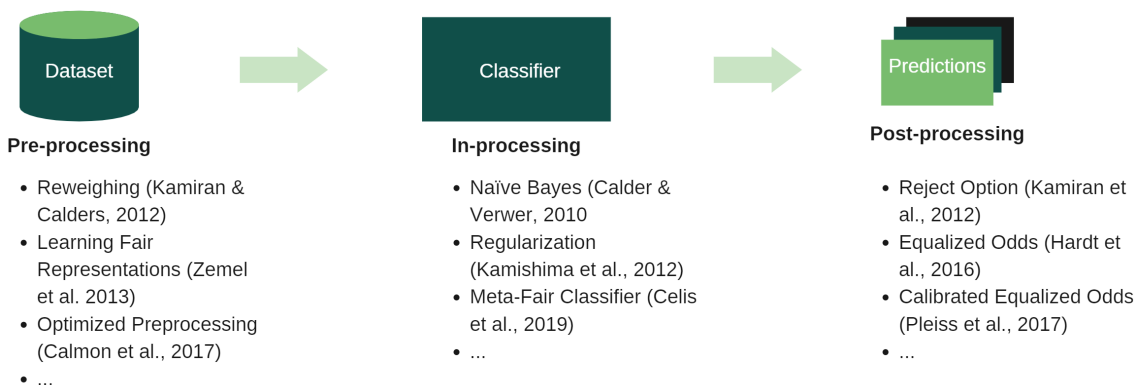 Dataset
Classifier
Predictions
Pre-processing
• Reweighing (Kamiran &
Calders, 2012)
• Learning Fair
Representations (Zemel
et al. 2013)
• Optimized Preprocessing
(Calmon et al., 2017)
• ...
In-processing
• Naïve Bayes (Calder &
Verwer, 2010
• Regularization
(Kamishima et al., 2012)
• Meta-Fair Classifier (Celis
et al., 2019)
• ...
Post-processing
• Reject Option (Kamiran et
al., 2012)
• Equalized Odds (Hardt et
al., 2016)
• Calibrated Equalized Odds
(Pleiss et al., 2017)
• ...